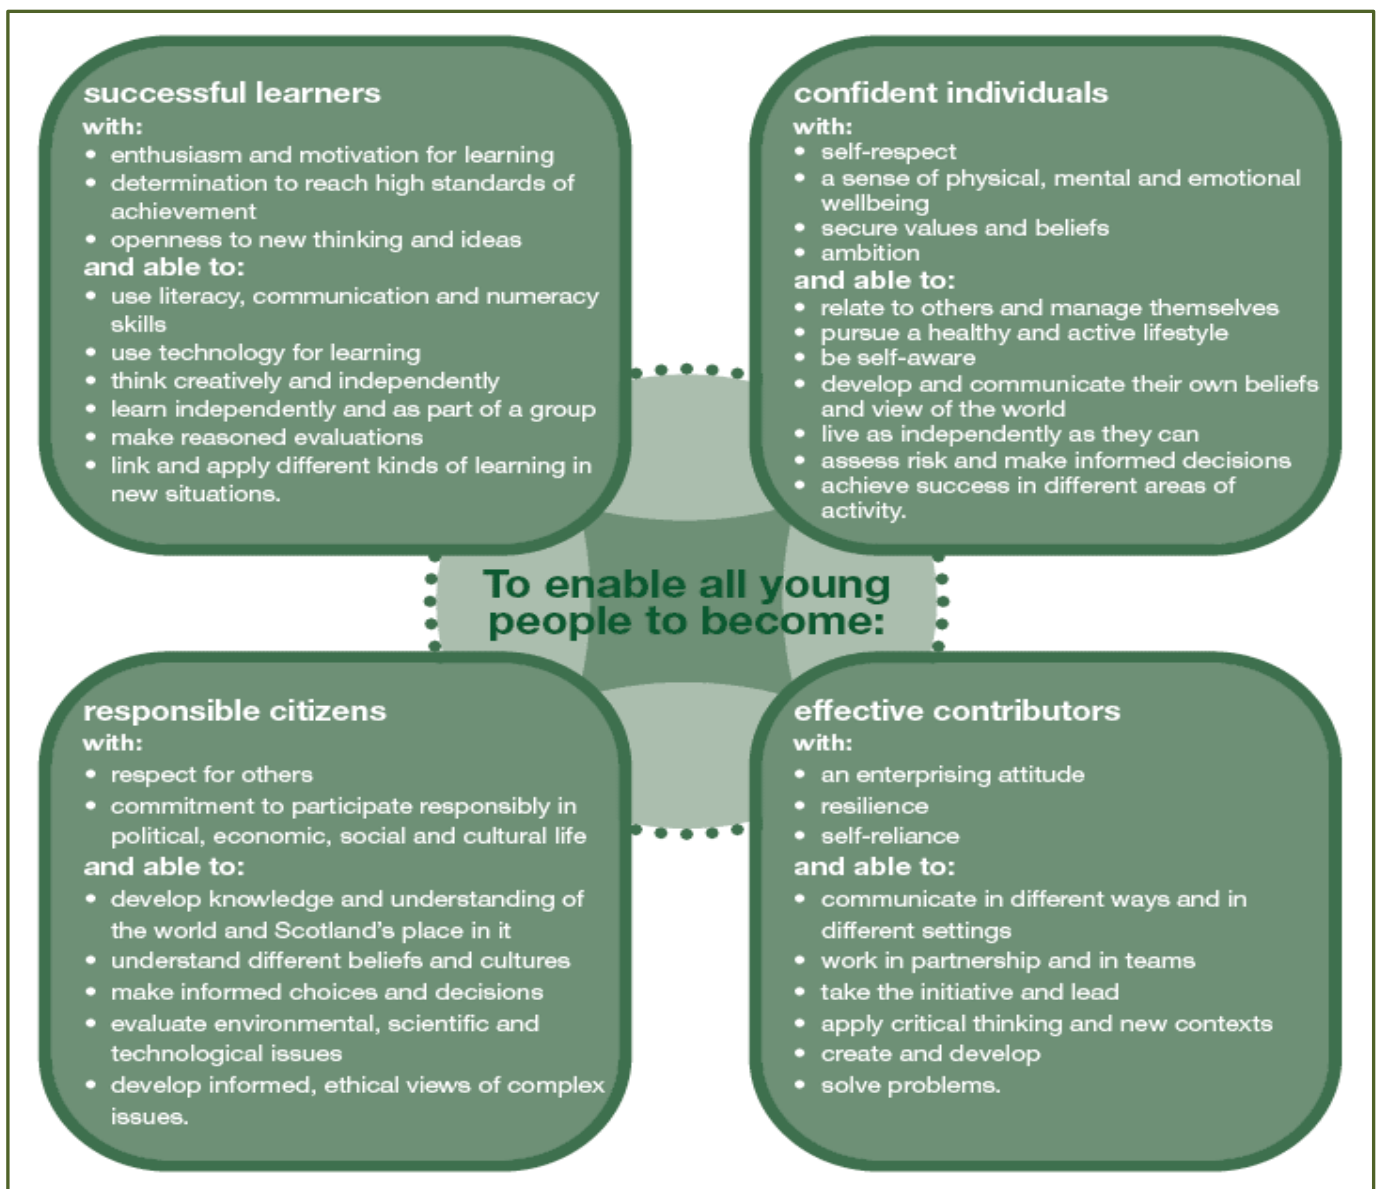 successful learners
with:
• enthusiasm and motivation for learning
• determination to reach high standards of
achievement
• openness to new thinking and ideas
and able to:
• use literacy, communication and numeracy
skills
• use technology for learning
• think creatively and independently
• learn independently and as part of a group
• make reasoned evaluations
• link and apply different kinds of learning in
new situations.
confident individuals
with:
• self-respect
• a sense of physical, mental and emotional
wellbeing
• secure values and beliefs
• ambition
and able to:
• relate to others and manage themselves
• pursue a healthy and active lifestyle
• be self-aware
• develop and communicate their own beliefs
and view of the world
• live as independently as they can
• assess risk and make informed decisions
• achieve success in different areas of
activity.
To enable all young
people to become:
responsible citizens
with:
• respect for others
• commitment to participate responsibly in
political, economic, social and cultural life
and able to:
• develop knowledge and understanding of
the world and Scotland's place in it
• understand different beliefs and cultures
• make informed choices and decisions
• evaluate environmental, scientific and
technological issues
• develop informed, ethical views of complex
issues.
effective contributors
with:
• an enterprising attitude
• resilience
• self-reliance
and able to:
• communicate in different ways and in
different settings
• work in partnership and in teams
• take the initiative and lead
• apply critical thinking and new contexts
• create and develop
• solve problems.